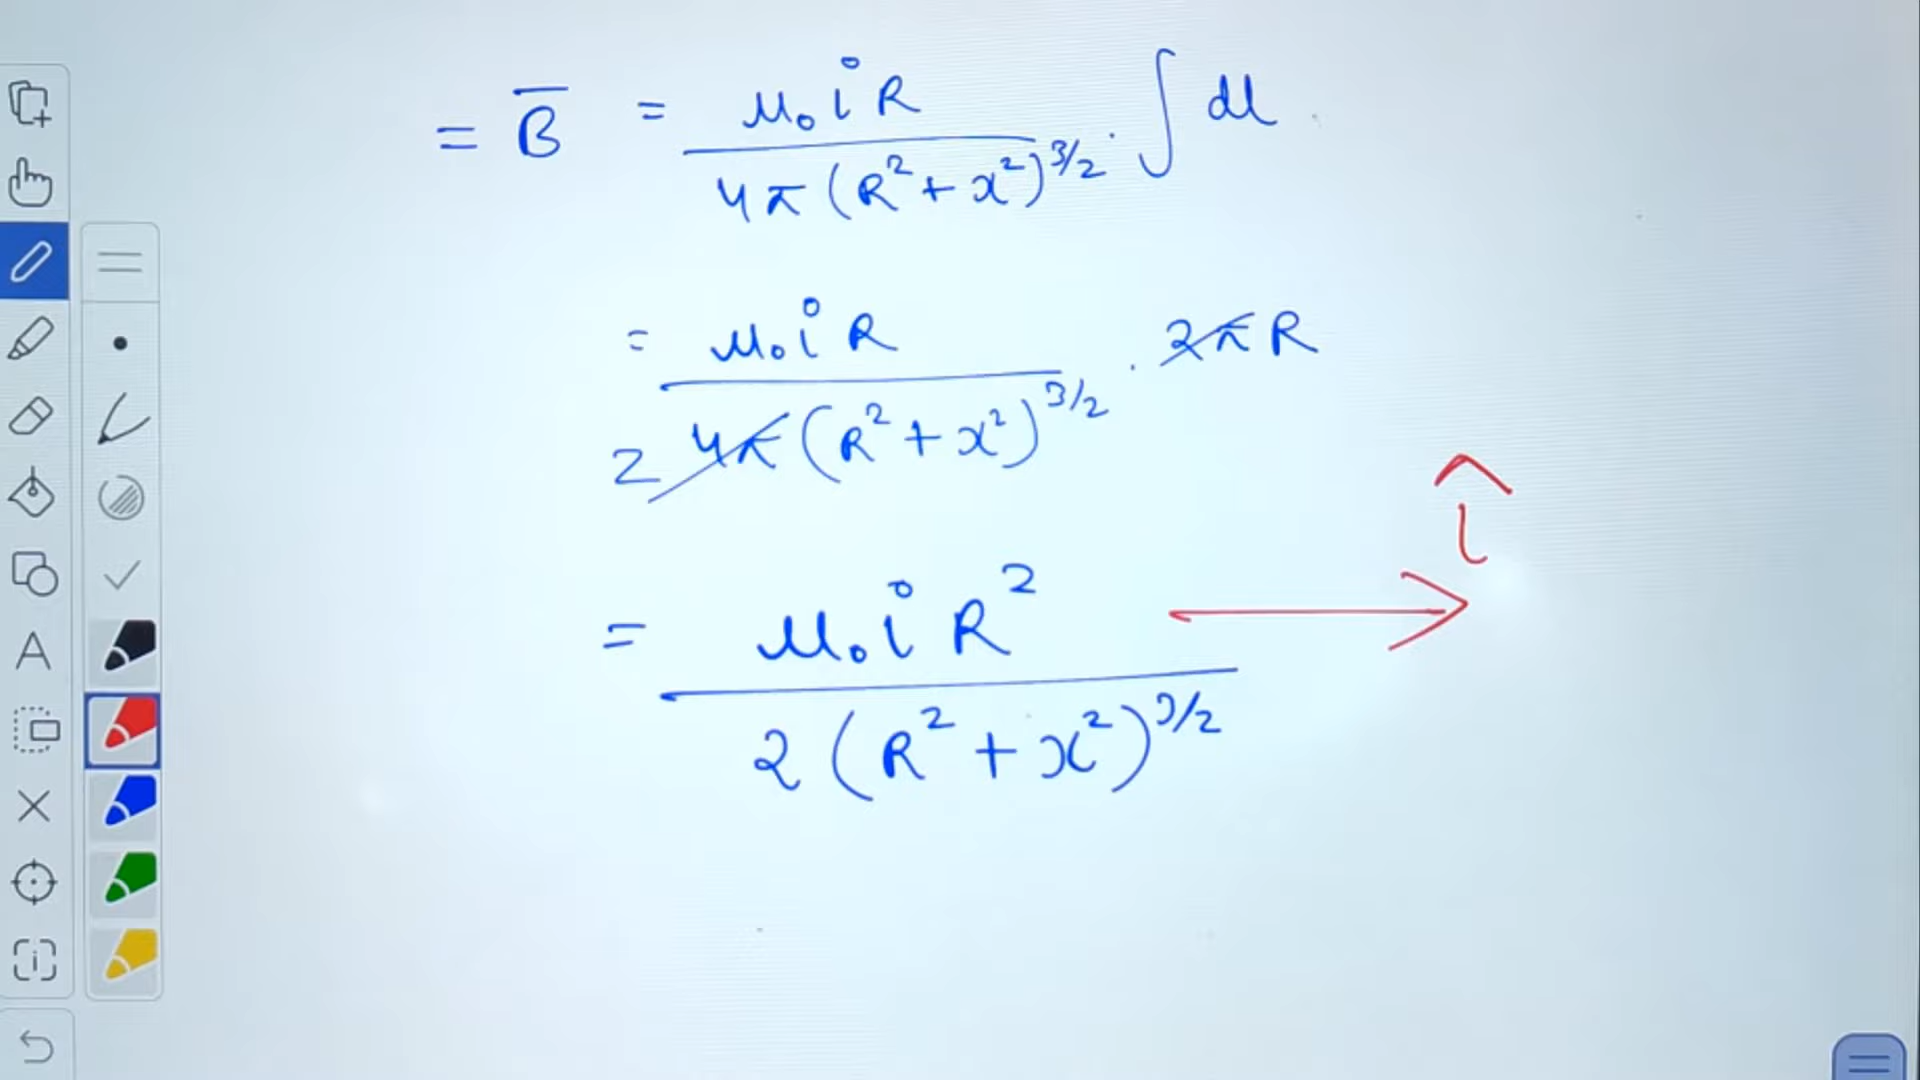 = B̅ = μ₀ i R / 4π (R² + x²)^3/2 . ∫ dl
= μ₀ i R / 2 4π (R² + x²)^3/2 . 2π R
= μ₀ i R² / 2 (R² + x²)^3/2 → î
A